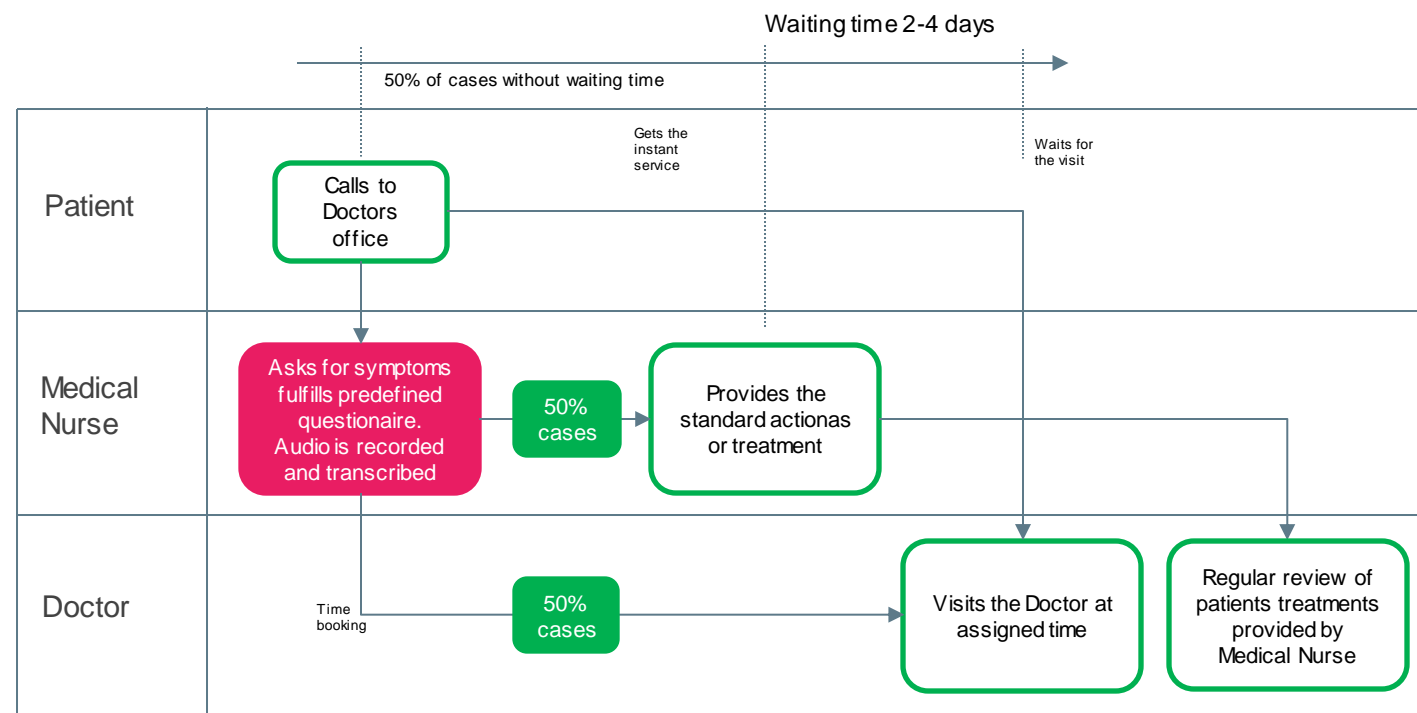 Waiting time 2-4 days
50% of cases without waiting time
Gets the
instant
service
Waits for
the visit
Patient
Calls to
Doctors
office
Medical
Nurse
Asks for symptoms
fulfills predefined
questionaire.
Audio is recorded
and transcribed
50%
cases
Provides the
standard actionas
or treatment
Doctor
Time
booking
50%
cases
Visits the Doctor at
assigned time
Regular review of
patients treatments
provided by
Medical Nurse